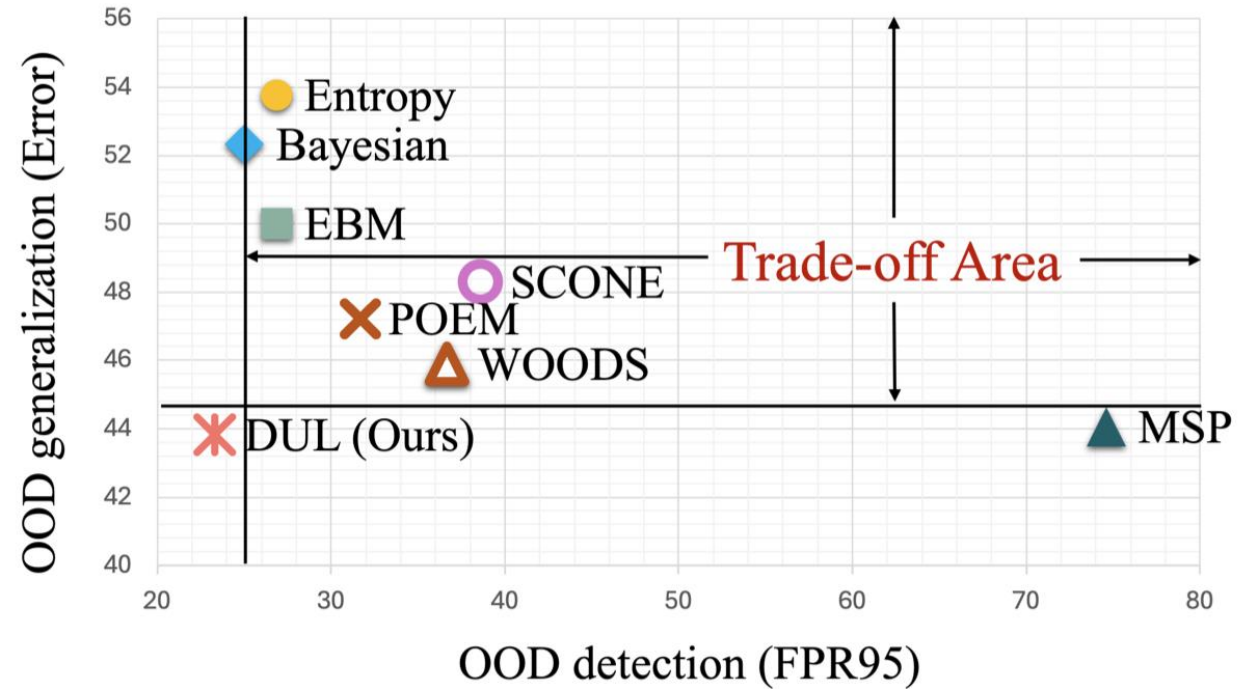 OOD generalization (Error)
56
54
52
50
48
46
44
42
40
Entropy
Bayesian
EBM
Trade-off Area
SCONE
POEM
WOODS
DUL (Ours)
MSP
20 30 40 50 60 70 80
OOD detection (FPR95)